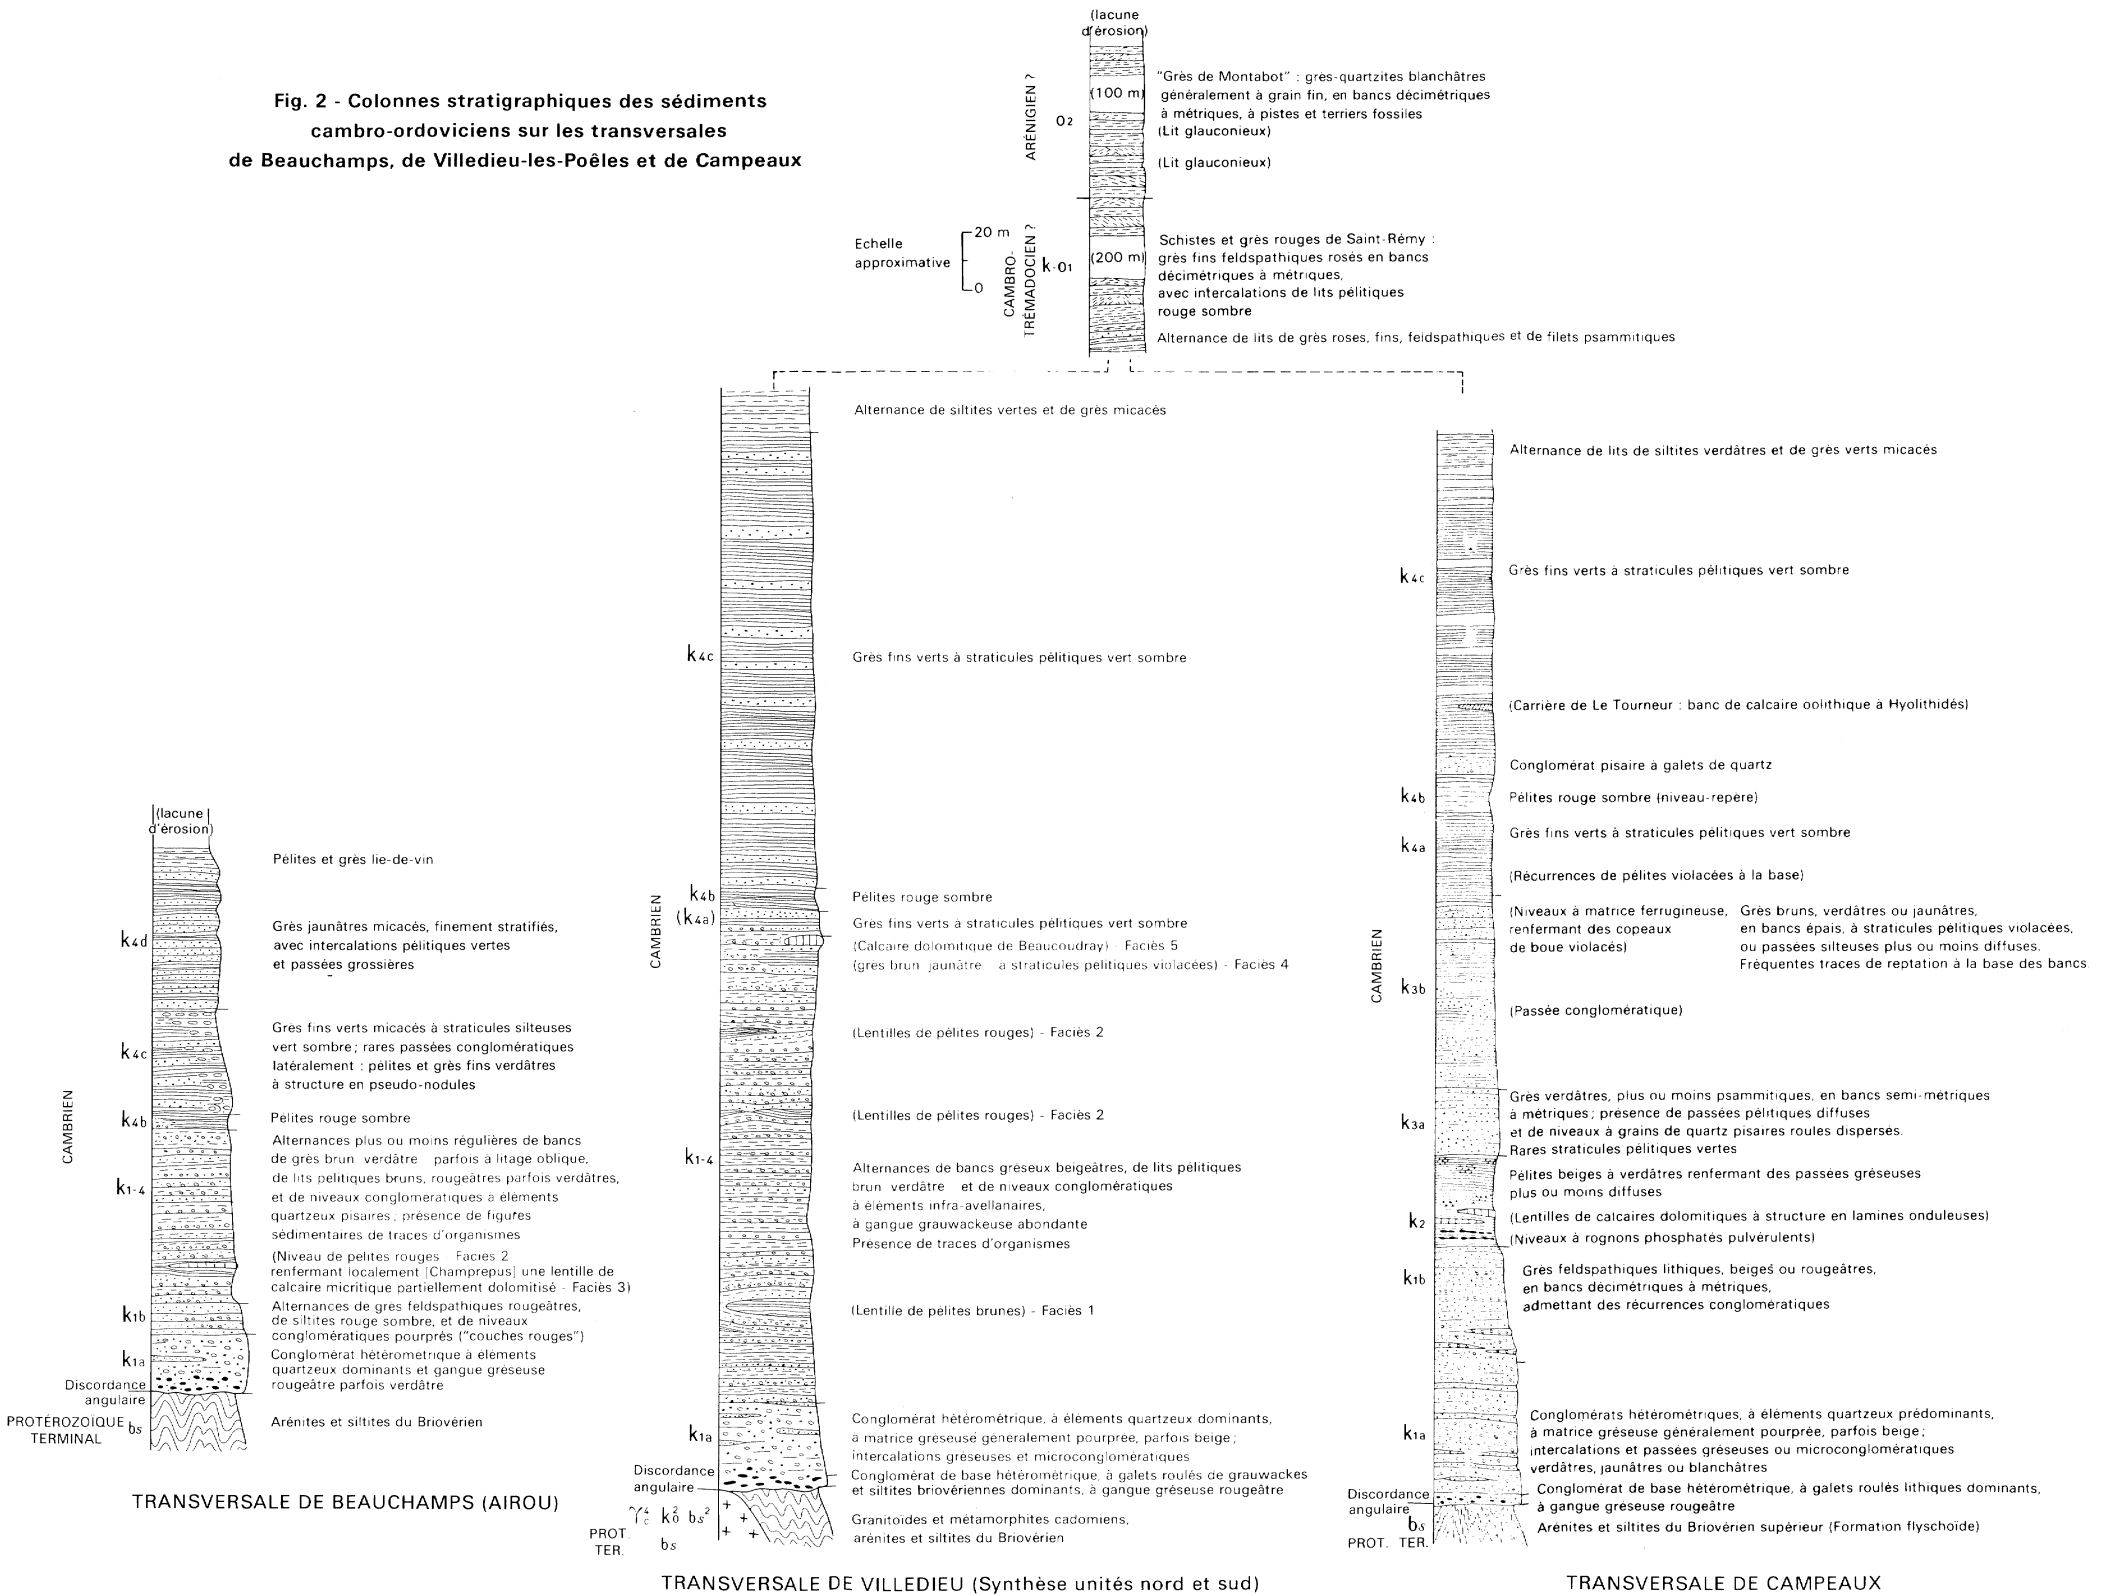 Fig. 2 - Colonnes stratigraphiques des sédiments
cambro-ordoviciens sur les transversales
de Beauchamps, de Villedieu-les-Poêles et de Campeaux
(lacune
d'érosion)
ARÉNIGIEN ?
O2
(100 m)
"Grès de Montabot" : grès-quartzites blanchâtres
généralement à grain fin, en bancs décimétriques
à métriques, à pistes et terriers fossiles
(Lit glauconieux)
(Lit glauconieux)
Echelle
approximative
20 m
0
CAMBRO-
TRÉMADOCIEN ?
k-O1
(200 m)
Schistes et grès rouges de Saint-Rémy :
grès fins feldspathiques rosés en bancs
décimétriques à métriques,
avec intercalations de lits pélitiques
rouge sombre
Alternance de lits de grès roses, fins, feldspathiques et de filets psammitiques
(lacune
d'érosion)
CAMBRIEN
Pélites et grès lie-de-vin
k4d
Grès jaunâtres micacés, finement stratifiés,
avec intercalations pélitiques vertes
et passées grossières
k4c
Grès fins verts micacés à straticules silteuses
vert sombre ; rares passées conglomératiques
latéralement : pélites et grès fins verdâtres
à structure en pseudo-nodules
k4b
Pélites rouge sombre
k1-4
Alternances plus ou moins régulières de bancs
de grès brun verdâtre parfois à litage oblique,
de lits pelitiques bruns, rougeâtres parfois verdâtres,
et de niveaux conglomeratiques à éléments
quartzeux pisaires ; présence de figures
sédimentaires de traces d'organismes
(Niveau de pelites rouges Faciès 2
renfermant localement [Champrepus] une lentille de
calcaire micritique partiellement dolomitisé - Faciès 3)
k1b
Alternances de grès feldspathiques rougeâtres,
de siltites rouge sombre, et de niveaux
conglomératiques pourprés ("couches rouges")
k1a
Conglomérat hétérométrique à éléments
quartzeux dominants et gangue gréseuse
rougeâtre parfois verdâtre
Discordance
angulaire
PROTÉROZOÏQUE
TERMINAL
bs
Arénites et siltites du Briovérien
TRANSVERSALE DE BEAUCHAMPS (AIROU)
CAMBRIEN
Alternance de siltites vertes et de grès micacés
k4c
Grès fins verts à straticules pélitiques vert sombre
k4b
Pélites rouge sombre
(k4a)
Grès fins verts à straticules pélitiques vert sombre
(Calcaire dolomitique de Beaucoudray) - Faciès 5
(grès brun jaunâtre à straticules pelitiques violacées) - Faciès 4
(Lentilles de pélites rouges) - Faciès 2
(Lentilles de pélites rouges) - Faciès 2
k1-4
Alternances de bancs gréseux beigeâtres, de lits pélitiques
brun verdâtre et de niveaux conglomératiques
à éléments infra-avellanaires,
à gangue grauwackeuse abondante
Présence de traces d'organismes
(Lentille de pélites brunes) - Faciès 1
k1a
Conglomérat hétérométrique, à éléments quartzeux dominants,
à matrice gréseuse généralement pourprée, parfois beige ;
intercalations gréseuses et microconglomératiques
Discordance
angulaire
Conglomérat de base hétérométrique, à galets roulés de grauwackes
et siltites briovériennes dominants, à gangue gréseuse rougeâtre
γ4c k2δ bs2
PROT.
TER.
bs
Granitoïdes et métamorphites cadomiens,
arénites et siltites du Briovérien
TRANSVERSALE DE VILLEDIEU (Synthèse unités nord et sud)
CAMBRIEN
Alternance de lits de siltites verdâtres et de grès verts micacés
k4c
Grès fins verts à straticules pélitiques vert sombre
(Carrière de Le Tourneur : banc de calcaire oolithique à Hyolithidés)
Conglomérat pisaire à galets de quartz
k4b
Pélites rouge sombre (niveau-repère)
k4a
Grès fins verts à straticules pélitiques vert sombre
(Récurrences de pélites violacées à la base)
(Niveaux à matrice ferrugineuse,
renfermant des copeaux
de boue violacés)
Grès bruns, verdâtres ou jaunâtres,
en bancs épais, à straticules pélitiques violacées,
ou passées silteuses plus ou moins diffuses.
Fréquentes traces de reptation à la base des bancs.
k3b
(Passée conglomératique)
k3a
Grès verdâtres, plus ou moins psammitiques, en bancs semi-métriques
à métriques ; présence de passées pélitiques diffuses
et de niveaux à grains de quartz pisaires roulés dispersés.
Rares straticules pélitiques vertes
Pélites beiges à verdâtres renfermant des passées gréseuses
plus ou moins diffuses
k2
(Lentilles de calcaires dolomitiques à structure en lamines onduleuses)
(Niveaux à rognons phosphatés pulvérulents)
k1b
Grès feldspathiques lithiques, beiges ou rougeâtres,
en bancs décimétriques à métriques,
admettant des récurrences conglomératiques
k1a
Conglomérats hétérométriques, à éléments quartzeux prédominants,
à matrice gréseuse généralement pourprée, parfois beige ;
intercalations et passées gréseuses ou microconglomératiques
verdâtres, jaunâtres ou blanchâtres
Discordance
angulaire
Conglomérat de base hétérométrique, à galets roulés lithiques dominants,
à gangue gréseuse rougeâtre
bs
PROT. TER.
Arénites et siltites du Briovérien supérieur (Formation flyschoïde)
TRANSVERSALE DE CAMPEAUX